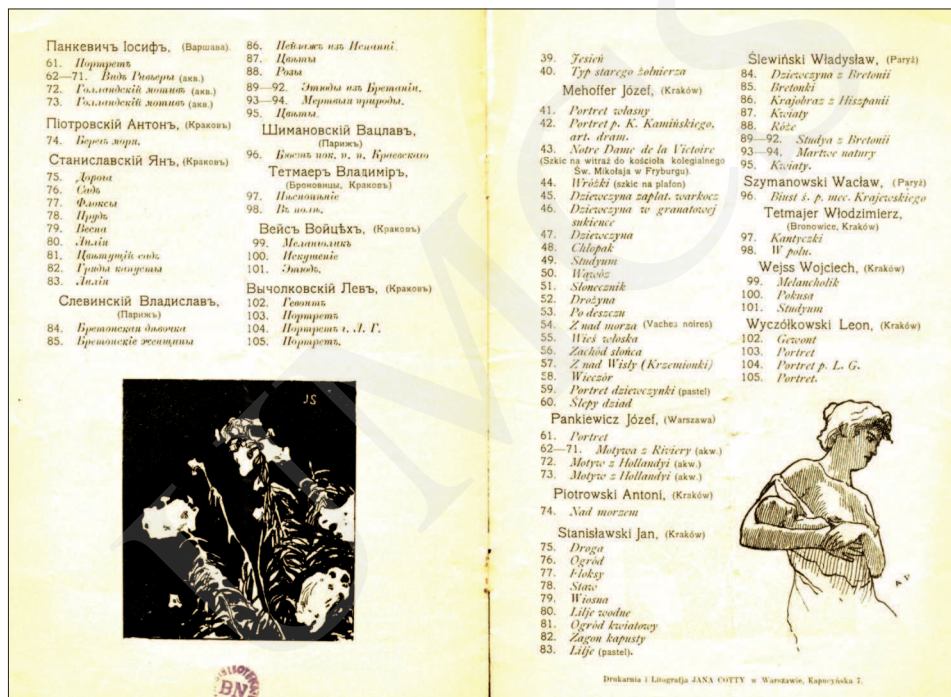 Панкевичъ Іосифъ, (Варшава).
61. Портретъ
62—71. Видъ Ривьеры (акв.)
72. Голландскій мотивъ (акв.)
73. Голландскій мотивъ (акв.)
Піотровскій Антонъ, (Краковъ)
74. Берегъ моря.
Станиславскій Янъ, (Краковъ)
75. Дорога
76. Садъ
77. Флоксы
78. Прудъ
79. Весна
80. Лиліи
81. Цвѣтущій садъ
82. Гряды капусты
83. Лиліи
Слевинскій Владиславъ,
(Парижъ)
84. Бретонская дѣвочка
85. Бретонскіе женщины
86. Пейзажъ изъ Испаніи
87. Цвѣты
88. Розы
89—92. Этюды изъ Бретани.
93—94. Мертвая природы.
95. Цвѣты.
Шимановскій Вацлавъ,
(Парижъ)
96. Бюстъ пок. п. п. Краевскаго
Тетмаеръ Владиміръ,
(Броновицы, Краковъ)
97. Пѣснопѣніе
98. Въ полѣ.
Вейсъ Войцѣхъ, (Краковъ)
99. Меланхоликъ
100. Искушеніе
101. Этюдъ.
Вычолковскій Левъ, (Краковъ)
102. Гевонтъ
103. Портретъ
104. Портретъ г. Л. Г.
105. Портретъ.
JS
BN
39. Jesień
40. Typ starego żołnierza
Mehoffer Józef, (Kraków)
41. Portret własny
42. Portret p. K. Kamińskiego,
art. dram.
43. Notre Dame de la Victoire
(Szkic na witraż do kościoła kolegialnego
Św. Mikołaja w Fryburgu).
44. Wróżki (szkic na plafon)
45. Dziewczyna zaplat. warkocz
46. Dziewczyna w granatowej
sukience
47. Dziewczyna
48. Chłopak
49. Studyum
50. Wąwóz
51. Słonecznik
52. Drożyna
53. Po deszczu
54. Z nad morza (Vaches noires)
55. Wieś włoska
56. Zachód słońca
57. Z nad Wisły (Krzemionki)
58. Wieczór
59. Portret dziewczynki (pastel)
60. Ślepy dziad
Pankiewicz Józef, (Warszawa)
61. Portret
62—71. Motywa z Riviery (akw.)
72. Motyw z Hollandyi (akw.)
73. Motyw z Hollandyi (akw.)
Piotrowski Antoni, (Kraków)
74. Nad morzem
Stanisławski Jan, (Kraków)
75. Droga
76. Ogród
77. Floksy
78. Staw
79. Wiosna
80. Lilje wodne
81. Ogród kwiatowy
82. Zagon kapusty
83. Lilje (pastel).
Ślewiński Władysław, (Paryż)
84. Dziewczyna z Bretonii
85. Bretonki
86. Krajobraz z Hiszpanii
87. Kwiaty
88. Róże
89—92. Studya z Bretonii
93—94. Martwe natury
95. Kwiaty.
Szymanowski Wacław, (Paryż)
96. Biust ś. p. mec. Krajewskiego
Tetmajer Włodzimierz,
(Bronowice, Kraków)
97. Kantyczki
98. W polu.
Wejss Wojciech, (Kraków)
99. Melancholik
100. Pokusa
101. Studyum
Wyczółkowski Leon, (Kraków)
102. Gewont
103. Portret
104. Portret p. L. G.
105. Portret.
Drukarnia i Litografja JANA COTTY w Warszawie, Kapucyńska 7.
UMCS